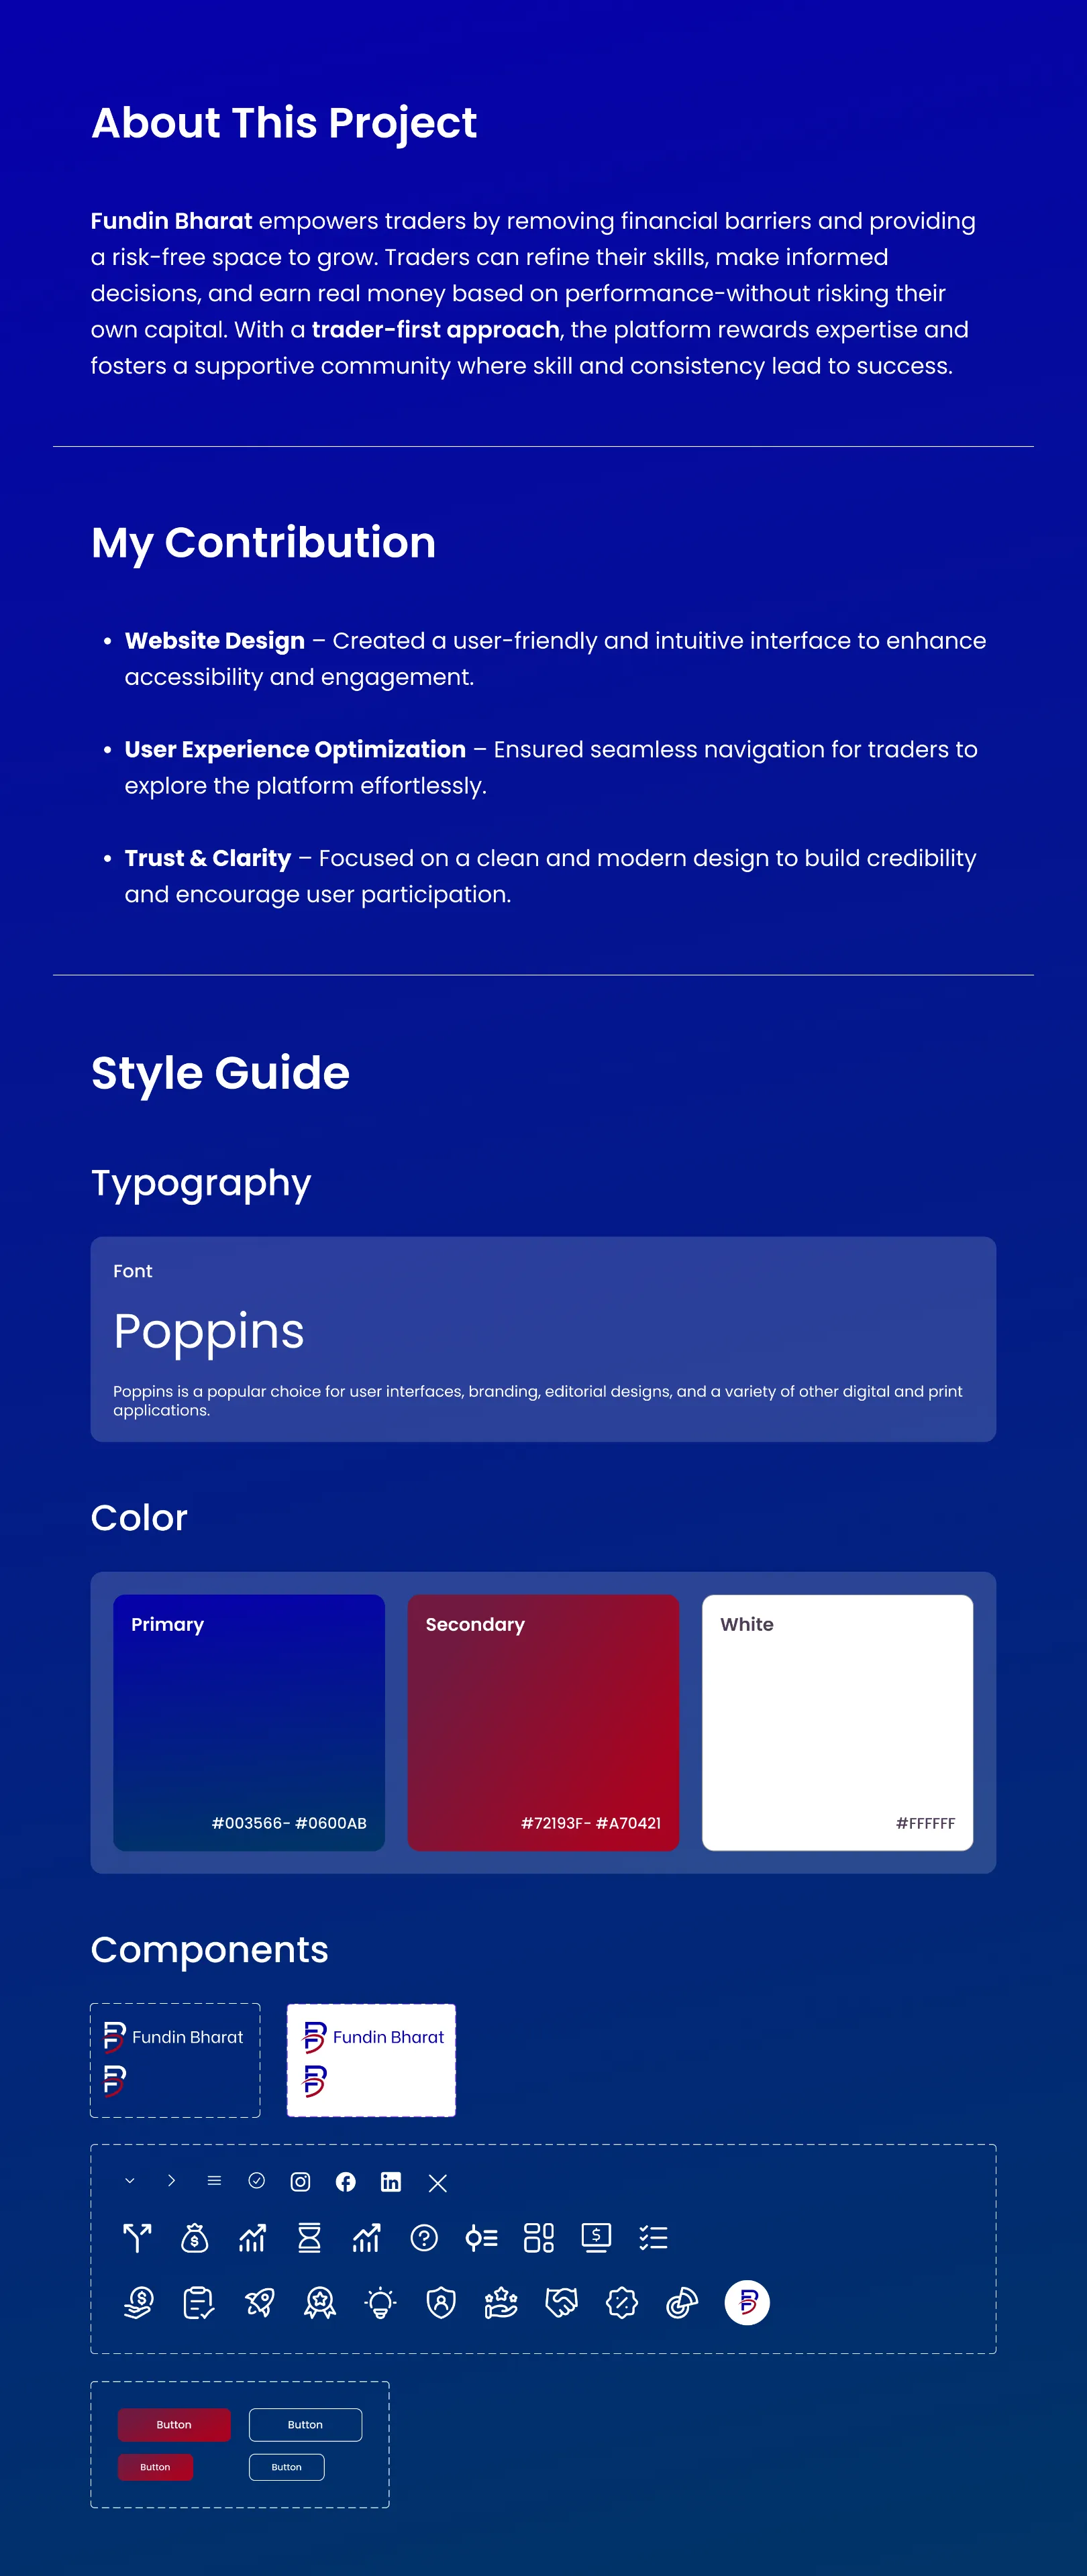 About This Project
Fundin Bharat empowers traders by removing financial barriers and providing
a risk-free space to grow. Traders can refine their skills, make informed
decisions, and earn real money based on performance-without risking their
own capital. With a trader-first approach, the platform rewards expertise and
fosters a supportive community where skill and consistency lead to success.
My Contribution
• Website Design – Created a user-friendly and intuitive interface to enhance
accessibility and engagement.
• User Experience Optimization – Ensured seamless navigation for traders to
explore the platform effortlessly.
• Trust & Clarity – Focused on a clean and modern design to build credibility
and encourage user participation.
Style Guide
Typography
Font
Poppins
Poppins is a popular choice for user interfaces, branding, editorial designs, and a variety of other digital and print
applications.
Color
Primary
#003566- #0600AB
Secondary
#72193F- #A70421
White
#FFFFFF
Components
Fundin Bharat
Fundin Bharat
Button
Button
Button
Button